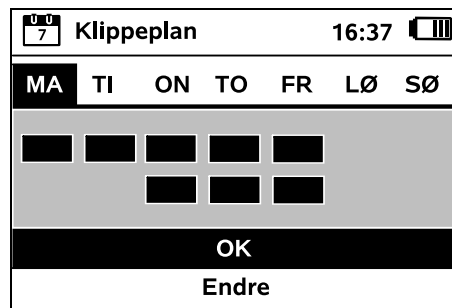 7 Klippeplan 16:37
MA TI ON TO FR LØ SØ
OK
Endre